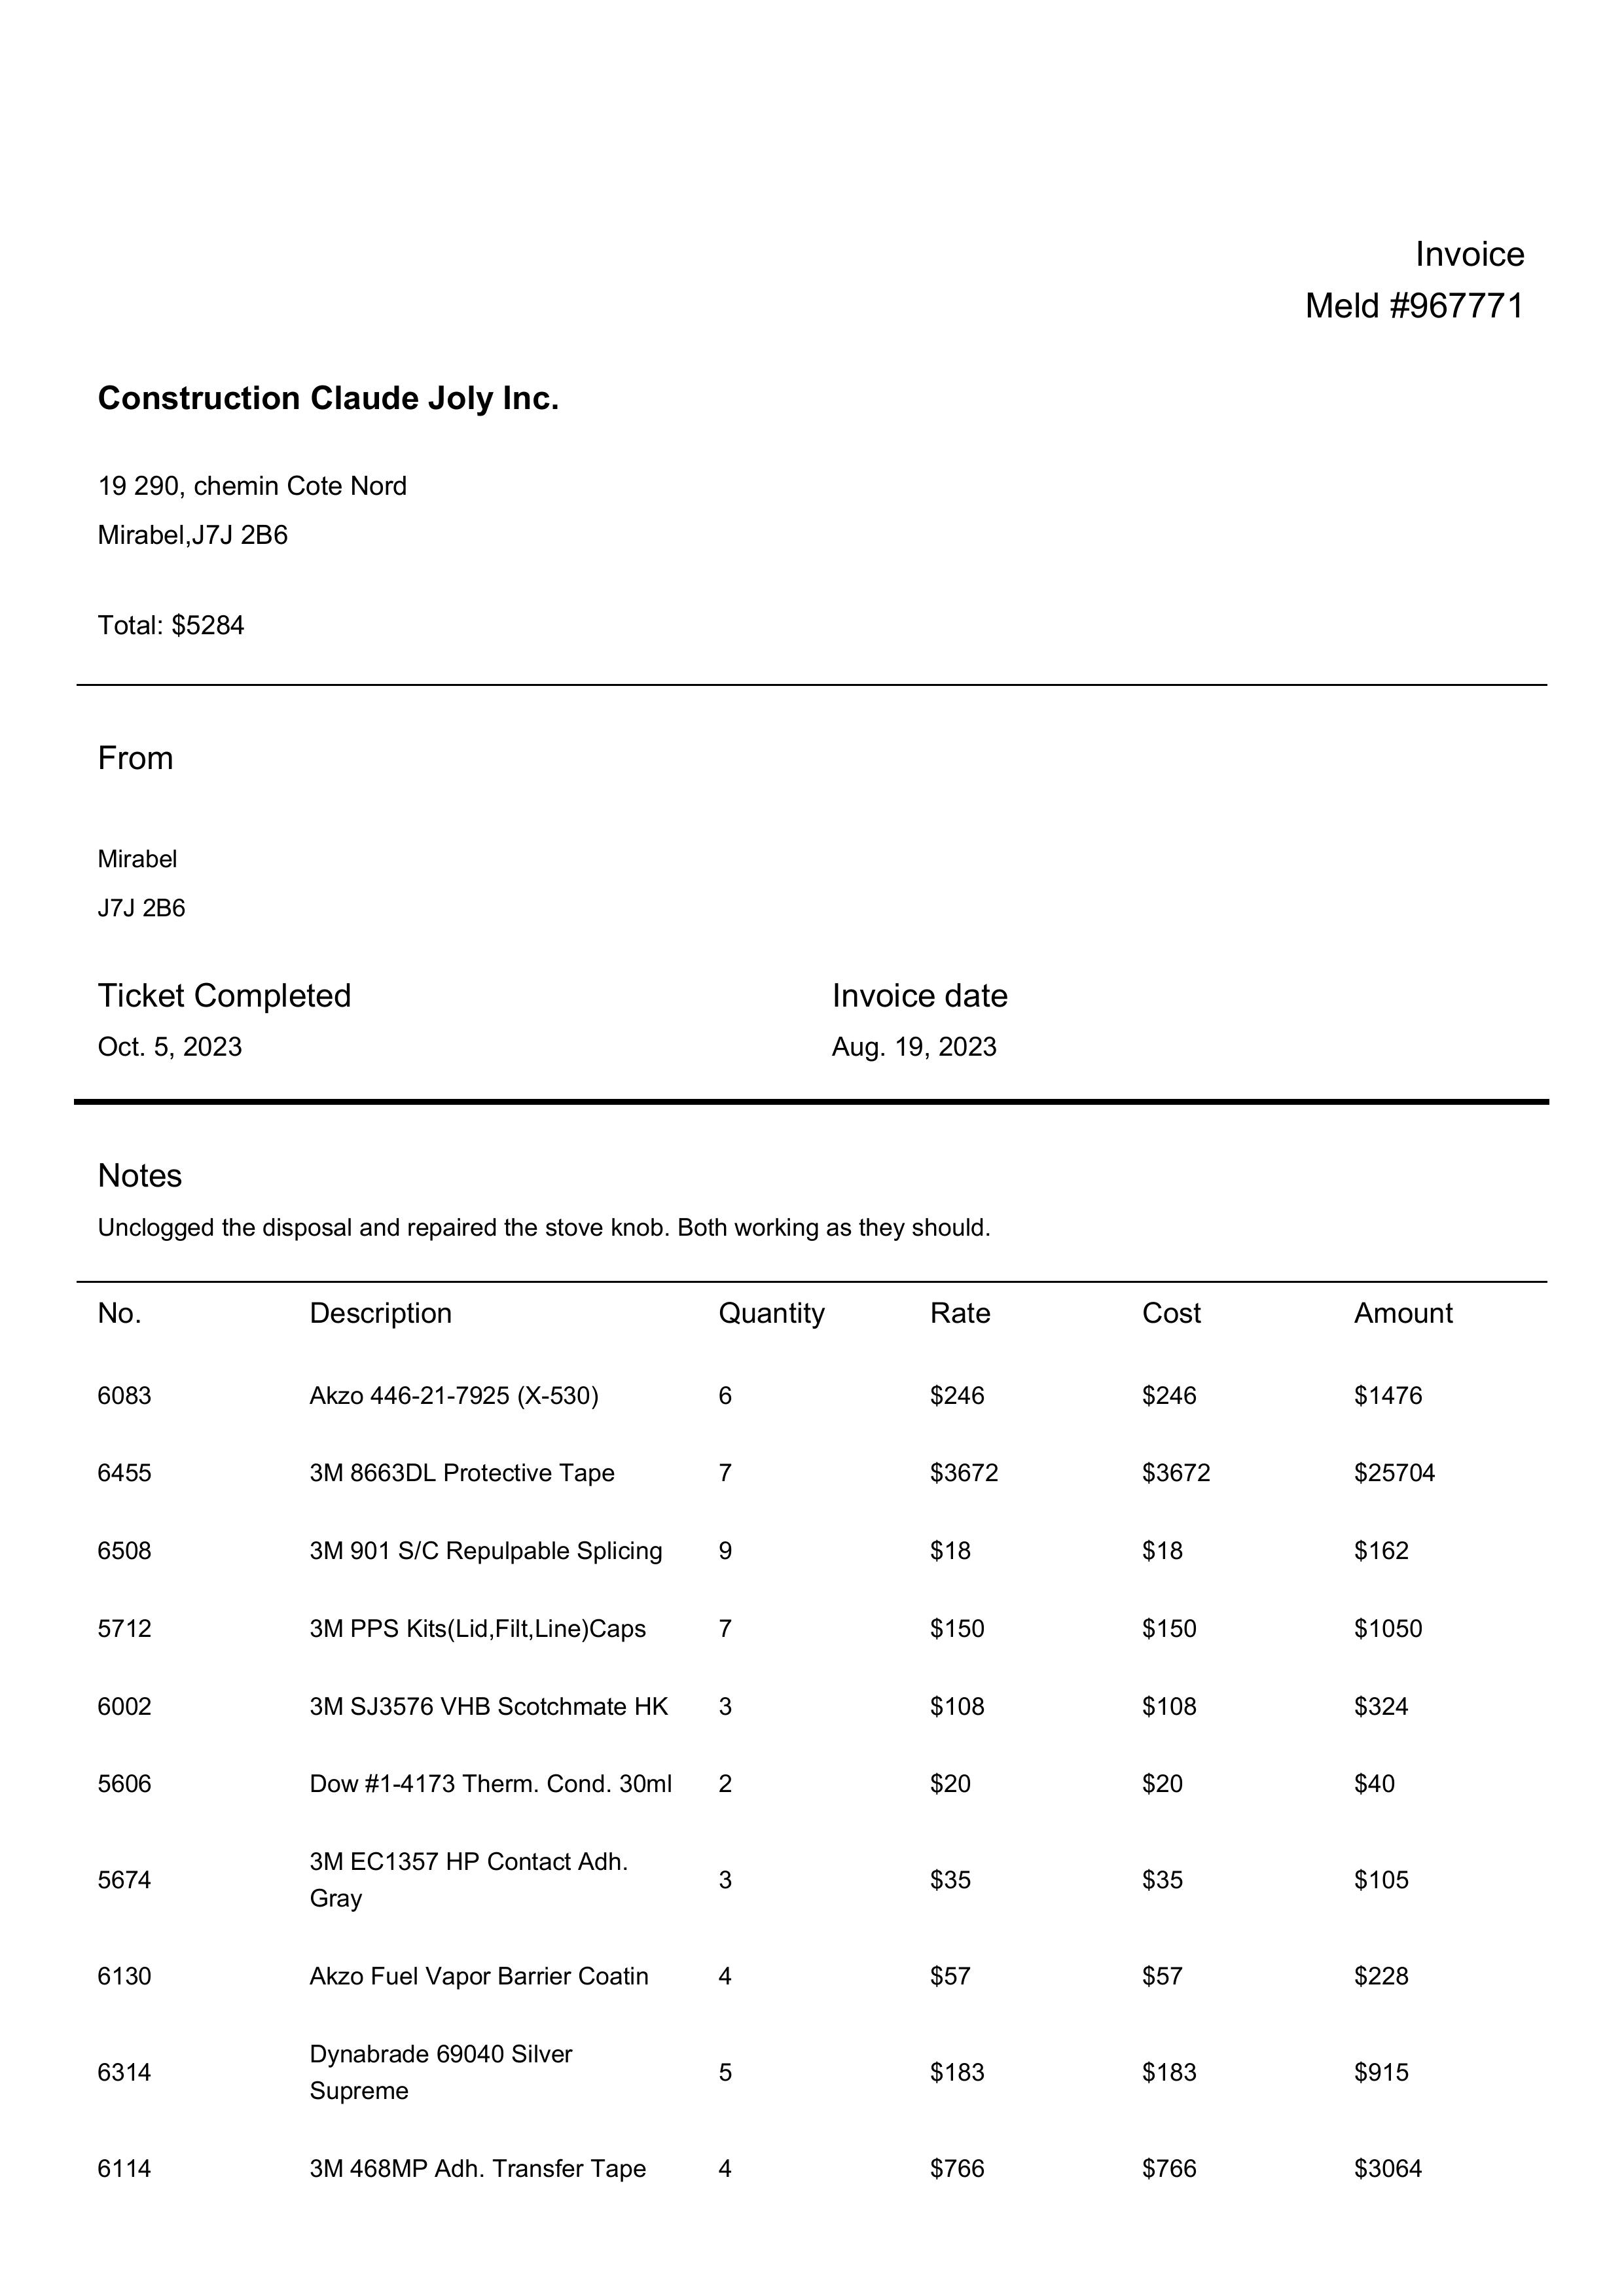 Invoice
Meld #967771
Construction Claude Joly Inc.
19 290, chemin Cote Nord
Mirabel,J7J 2B6
Total: $5284
From
Mirabel
J7J 2B6
Ticket Completed Invoice date
Oct. 5, 2023 Aug. 19, 2023
Notes
Unclogged the disposal and repaired the stove knob. Both working as they should.
No. Description Quantity Rate Cost Amount
6083 Akzo 446-21-7925 (X-530) 6 $246 $246 $1476
6455 3M 8663DL Protective Tape 7 $3672 $3672 $25704
6508 3M 901 S/C Repulpable Splicing 9 $18 $18 $162
5712 3M PPS Kits(Lid,Filt,Line)Caps 7 $150 $150 $1050
6002 3M SJ3576 VHB Scotchmate HK 3 $108 $108 $324
5606 Dow #1-4173 Therm. Cond. 30ml 2 $20 $20 $40
5674 3M EC1357 HP Contact Adh. 3 $35 $35 $105
Gray
6130 Akzo Fuel Vapor Barrier Coatin 4 $57 $57 $228
6314 Dynabrade 69040 Silver 5 $183 $183 $915
Supreme
6114 3M 468MP Adh. Transfer Tape 4 $766 $766 $3064